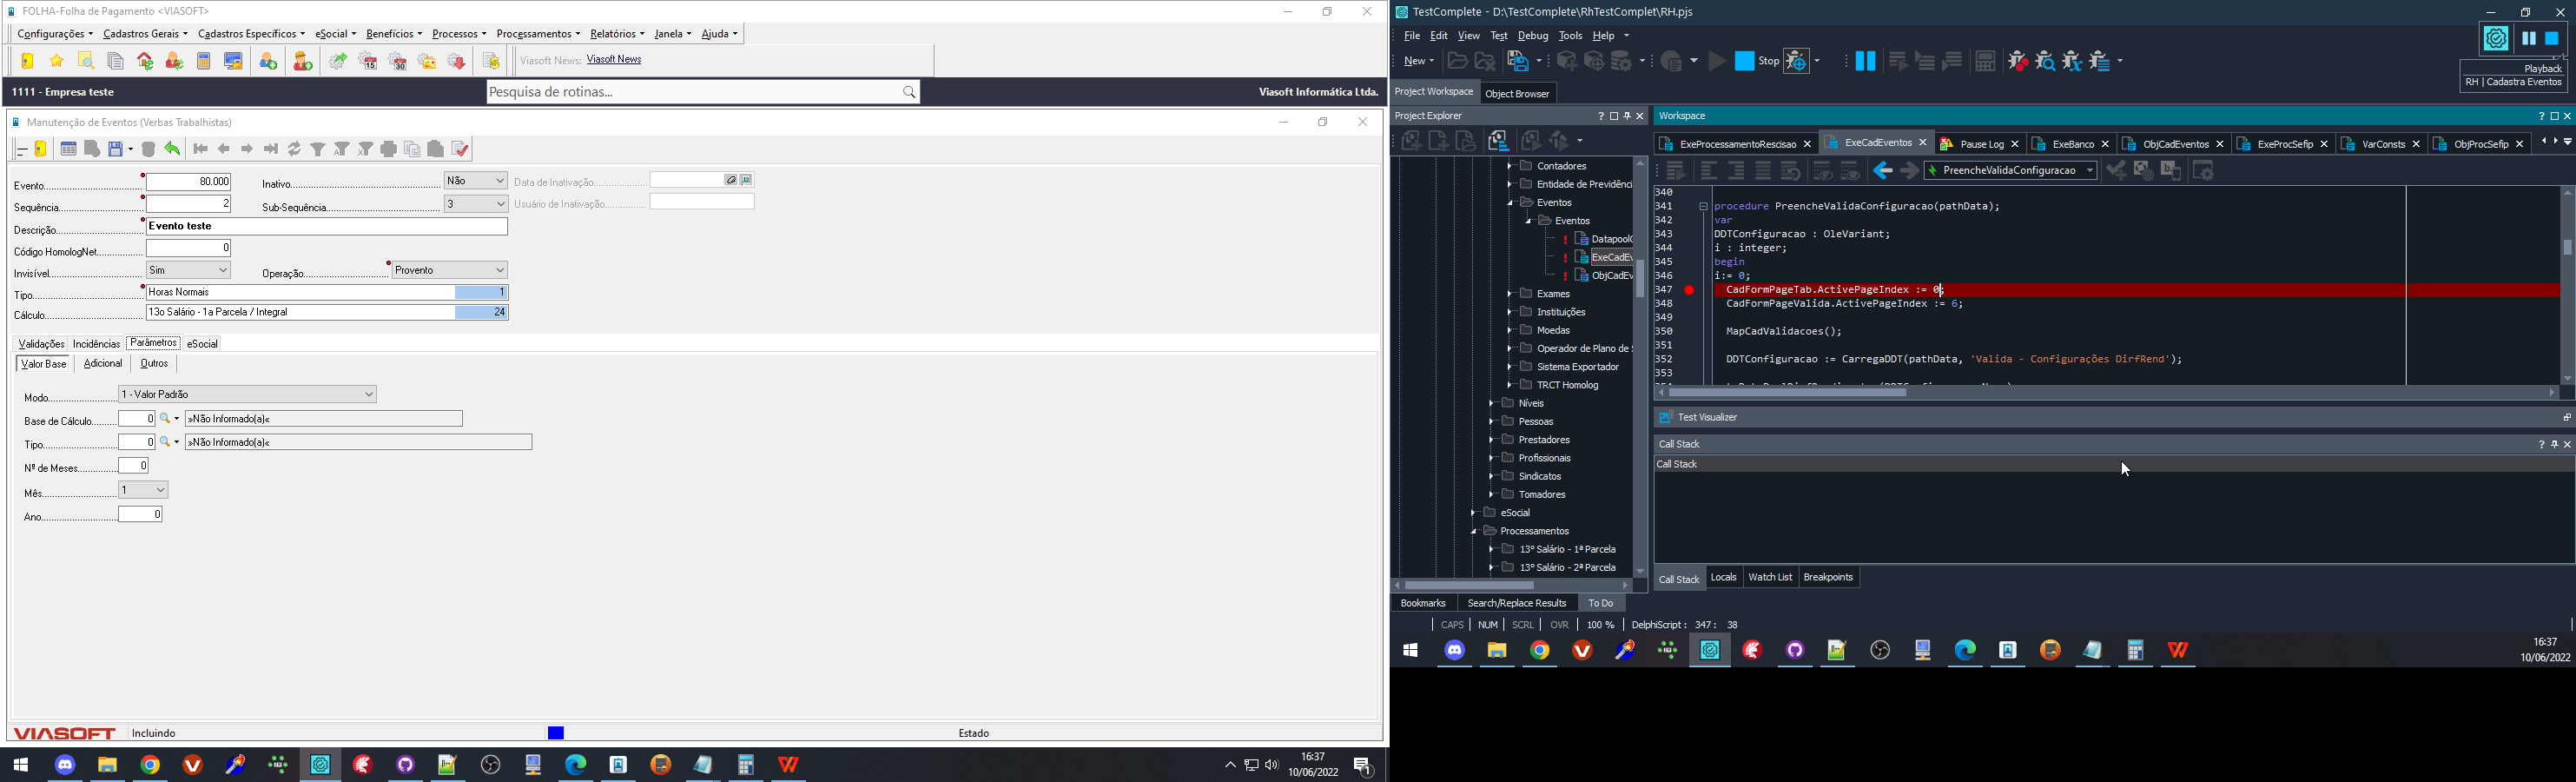 FOLHA-Folha de Pagamento <VIASOFT>
Configurações Cadastros Gerais Cadastros Específicos eSocial Benefícios Processos Processamentos Relatórios Janela Ajuda
15 30 Viasoft News: Viasoft News
1111 - Empresa teste Pesquisa de rotinas... Viasoft Informática Ltda.
Manutenção de Eventos (Verbas Trabalhistas)
Evento 80.000 Inativo Não Data de Inativação
Sequência 2 Sub-Sequência 3 Usuário de Inativação
Descrição Evento teste
Código HomologNet 0
Invisível Sim Operação Provento
Tipo Horas Normais 1
Cálculo 13o Salário - 1a Parcela / Integral 24
Validações Incidências Parâmetros eSocial
Valor Base Adicional Outros
Modo 1 - Valor Padrão
Base de Cálculo 0 »Não Informado(a)«
Tipo 0 »Não Informado(a)«
Nº de Meses 0
Mês 1
Ano 0
VIASOFT Incluindo Estado
16:37
10/06/2022
1
TestComplete - D:\TestComplete\RhTestComplet\RH.pjs
File Edit View Test Debug Tools Help
New Stop
Playback
RH | Cadastra Eventos
Project Workspace Object Browser
Project Explorer
Contadores
Entidade de Previdênci
Eventos
Eventos
DatapoolC
ExeCadEv
ObjCadEv
Exames
Instituições
Moedas
Operador de Plano de S
Sistema Exportador
TRCT Homolog
Níveis
Pessoas
Prestadores
Profissionais
Sindicatos
Tomadores
eSocial
Processamentos
13º Salário - 1ª Parcela
13º Salário - 2ª Parcela
Bookmarks Search/Replace Results To Do
Workspace
ExeProcessamentoRescisao ExeCadEventos Pause Log ExeBanco ObjCadEventos ExeProcSefip VarConsts ObjProcSefip
PreencheValidaConfiguracao
340
341 procedure PreencheValidaConfiguracao(pathData);
342 var
343 DDTConfiguracao : OleVariant;
344 i : integer;
345 begin
346 i:= 0;
347 CadFormPageTab.ActivePageIndex := 0;
348 CadFormPageValida.ActivePageIndex := 6;
349
350 MapCadValidacoes();
351
352 DDTConfiguracao := CarregaDDT(pathData, 'Valida - Configurações DirfRend');
353
Test Visualizer
Call Stack
Call Stack
Call Stack Locals Watch List Breakpoints
CAPS NUM SCRL OVR 100 % DelphiScript: 347: 38
16:37
10/06/2022